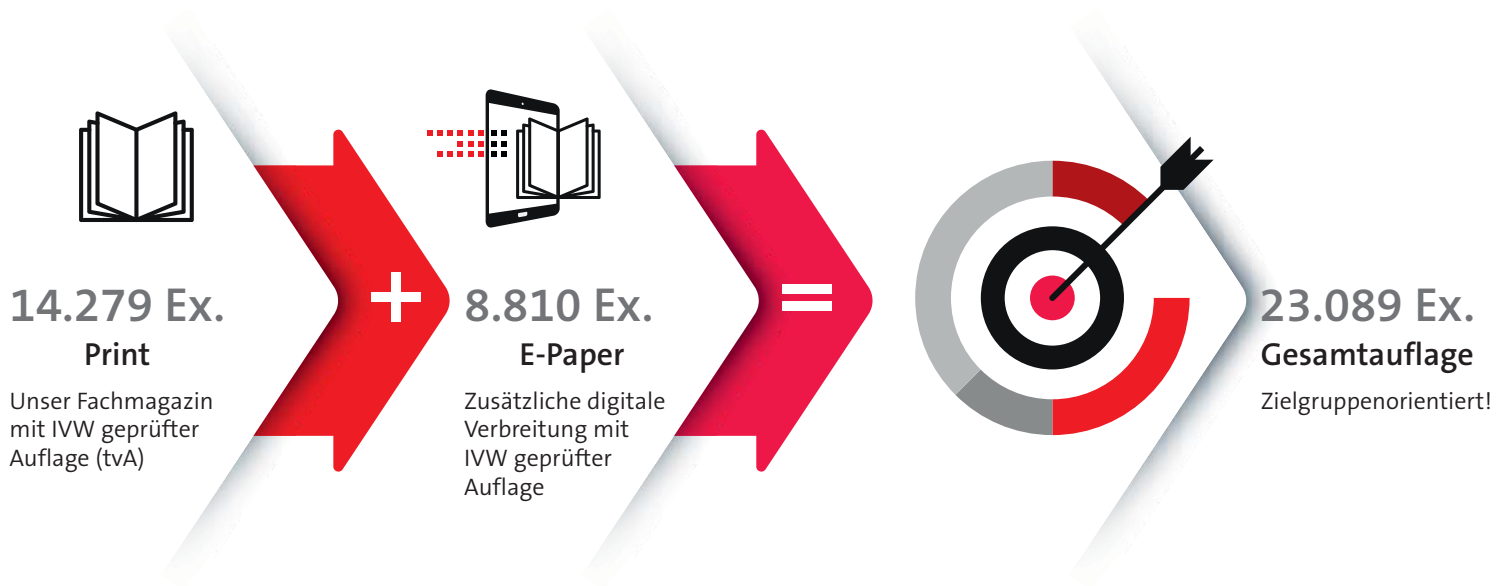 14.279 Ex.
Print
Unser Fachmagazin
mit IVW geprüfter
Auflage (tvA)
+
8.810 Ex.
E-Paper
Zusätzliche digitale
Verbreitung mit
IVW geprüfter
Auflage
=
23.089 Ex.
Gesamtauflage
Zielgruppenorientiert!